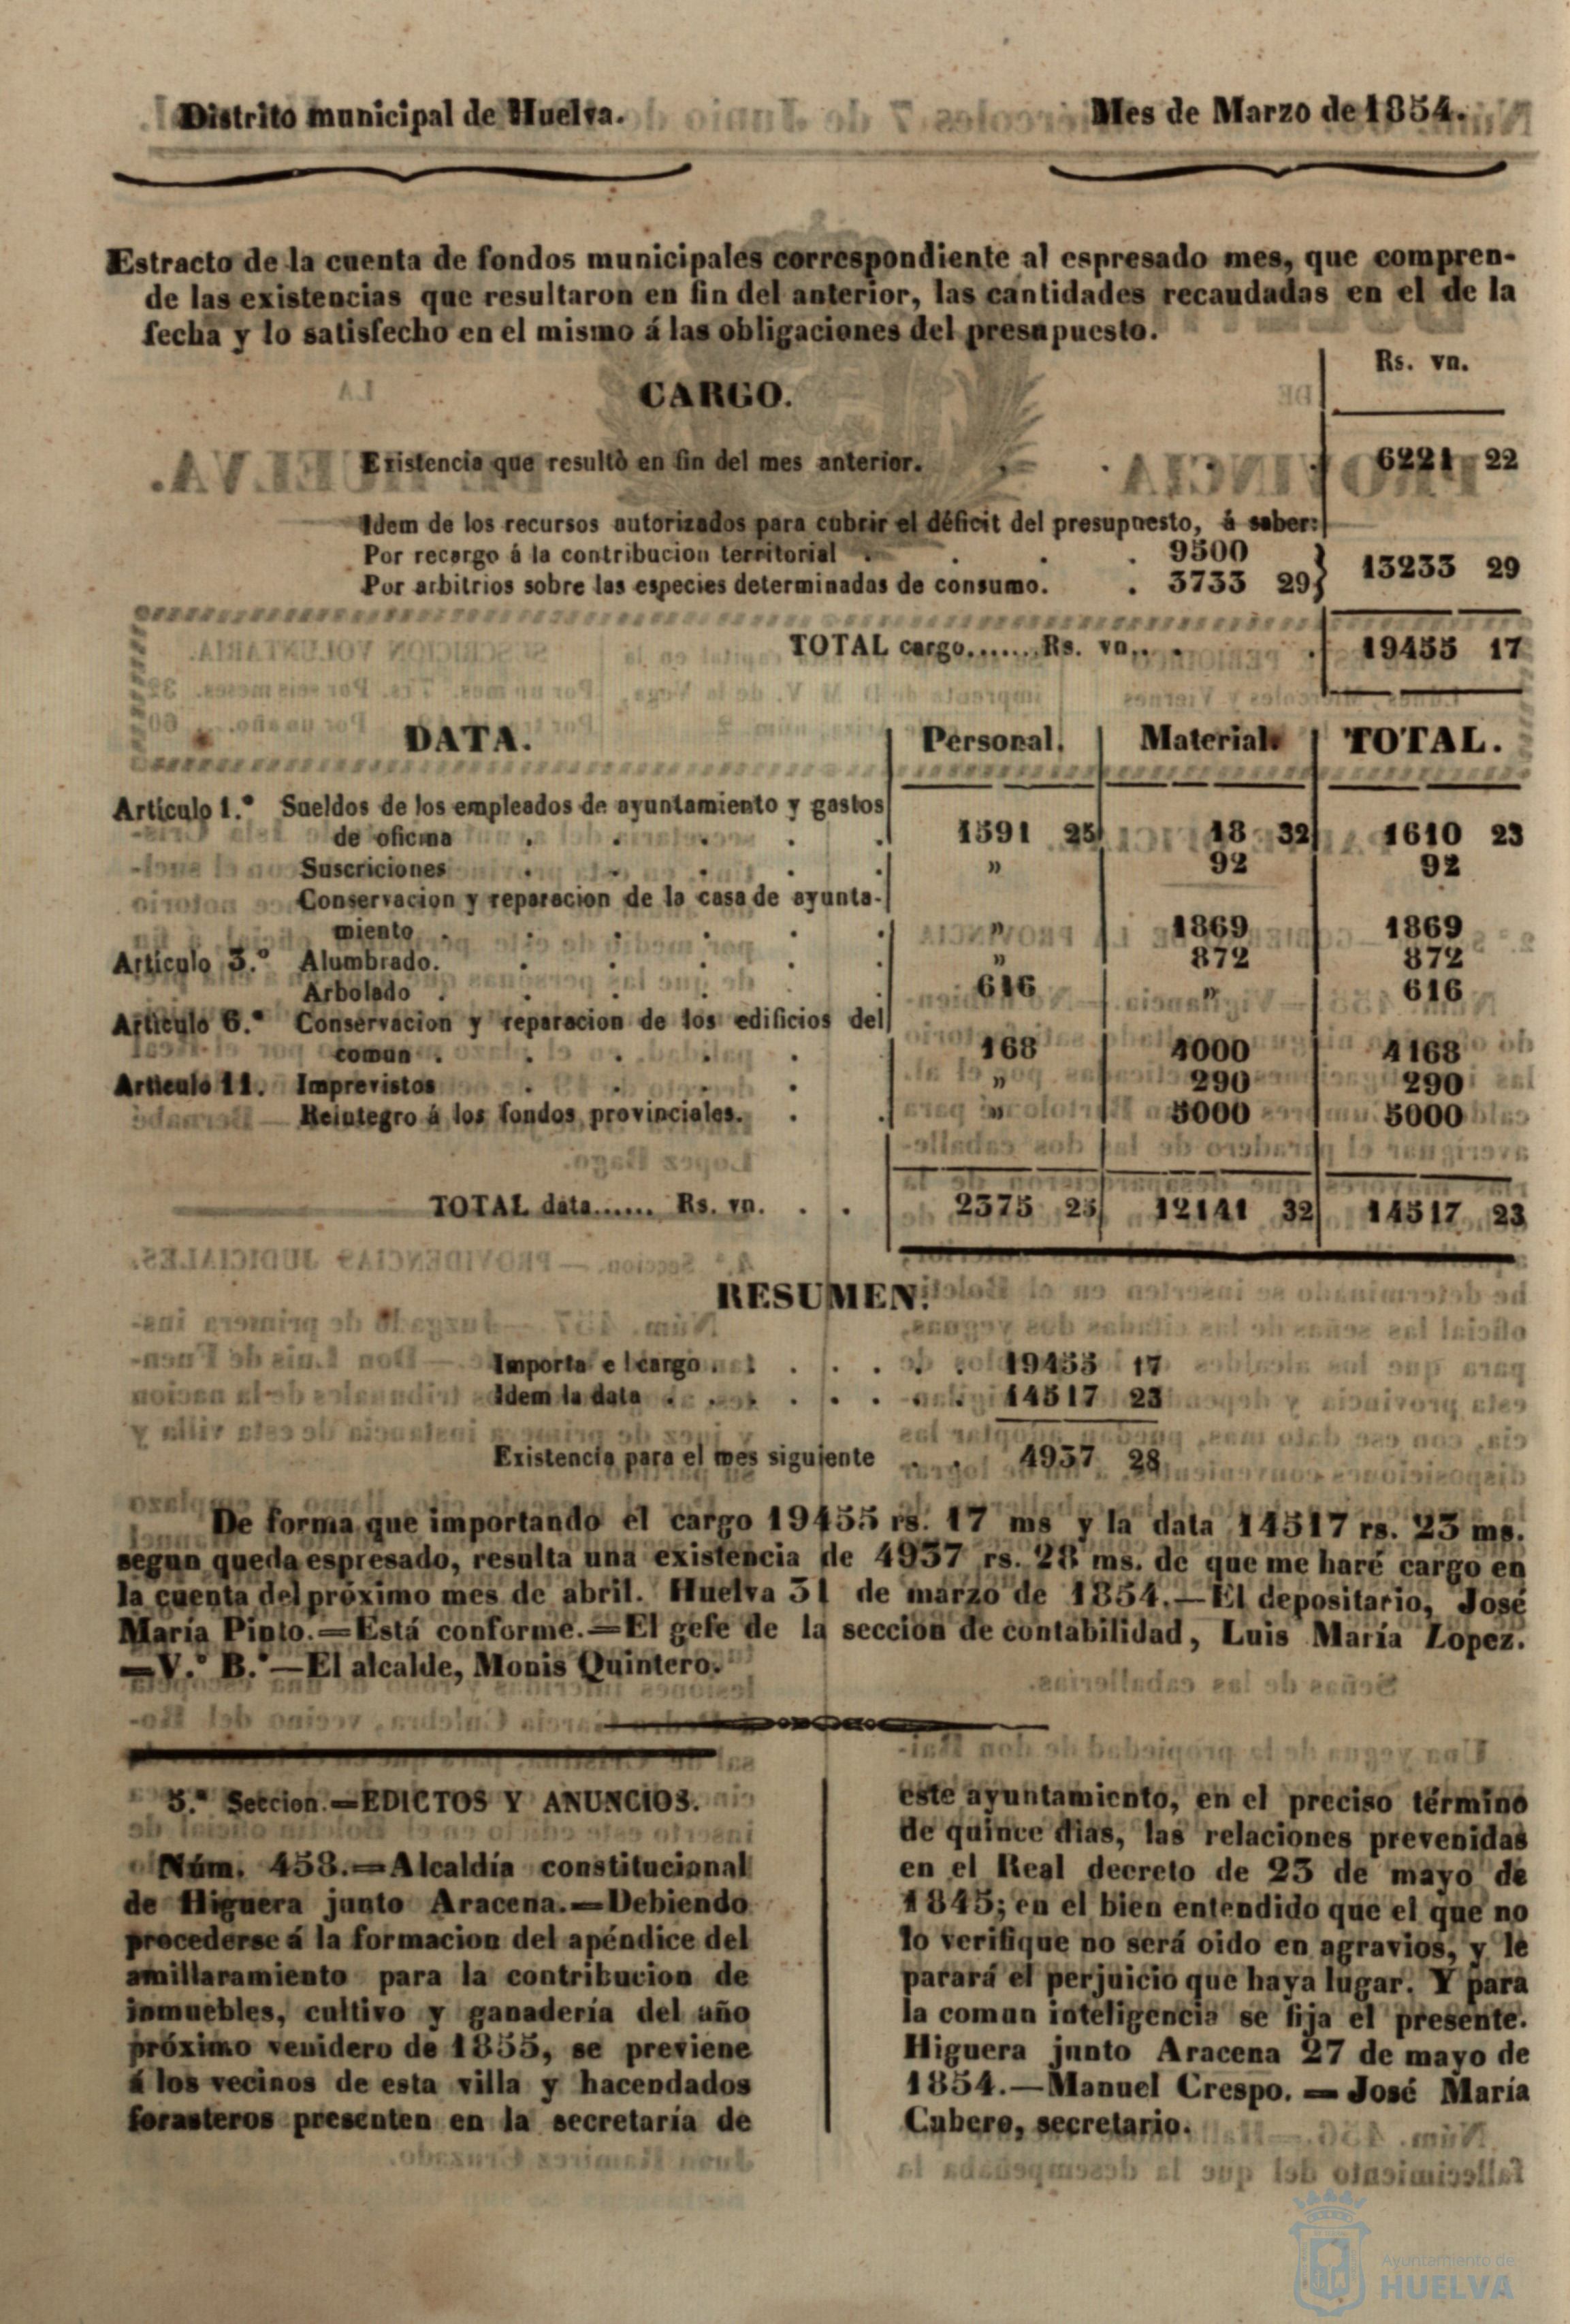 Distrito municipal de Huelva. Mes de Marzo de 1854.
Estracto de la cuenta de fondos municipales correspondiente al espresado mes, que compren-
de las existencias que resultaron en fin del anterior, las cantidades recaudadas en el de la
fecha y lo satisfecho en el mismo á las obligaciones del presupuesto.
Rs. vn.
CARGO.
Existencia que resultó en fin del mes anterior. 6221 22
Idem de los recursos autorizados para cubrir el déficit del presupuesto, á saber:
Por recargo á la contribucion territorial . . . . 9500
Por arbitrios sobre las especies determinadas de consumo. . 3733 29} 13233 29
TOTAL cargo.......Rs. vn. . . 19455 17
DATA. Personal. Material. TOTAL.
Artículo 1.º Sueldos de los empleados de ayuntamiento y gastos
de oficina . . . . . 1591 25 18 32 1610 23
Suscriciones . . . . . » 92 92
Conservacion y reparacion de la casa de ayunta-
miento . . . . . . » 1869 1869
Artículo 3.º Alumbrado. . . . . . » 872 872
Arbolado . . . . . 616 » 616
Artículo 6.º Conservacion y reparacion de los edificios del
comun . . . . . 168 4000 4168
Artículo 11. Imprevistos . . . . » 290 290
Reintegro á los fondos provinciales. . . » 5000 5000
TOTAL data...... Rs. vn. . . 2375 25 12141 32 14517 23
RESUMEN.
Importa el cargo . . . . . . . 19455 17
Idem la data . . . . . . . . 14517 23
Existencia para el mes siguiente . . 4937 28
De forma que importando el cargo 19455 rs. 17 ms y la data 14517 rs. 23 ms.
segun queda espresado, resulta una existencia de 4937 rs. 28 ms. de que me haré cargo en
la cuenta del próximo mes de abril. Huelva 31 de marzo de 1854.—El depositario, José
María Pinto.=Está conforme.=El gefe de la seccion de contabilidad, Luis María Lopez.
=V.º B.º—El alcalde, Monis Quintero.
5.ª Seccion.=EDICTOS Y ANUNCIOS.
Núm. 458.=Alcaldía constitucional
de Higuera junto Aracena.=Debiendo
procederse á la formacion del apéndice del
amillaramiento para la contribucion de
inmuebles, cultivo y ganadería del año
próximo venidero de 1855, se previene
á los vecinos de esta villa y hacendados
forasteros presenten en la secretaría de
este ayuntamiento, en el preciso término
de quince dias, las relaciones prevenidas
en el Real decreto de 23 de mayo de
1845; en el bien entendido que el que no
lo verifique no será oido en agravios, y le
parará el perjuicio que haya lugar. Y para
la comun inteligencia se fija el presente.
Higuera junto Aracena 27 de mayo de
1854.—Manuel Crespo.=José María
Cubero, secretario.
Ayuntamiento de
HUELVA